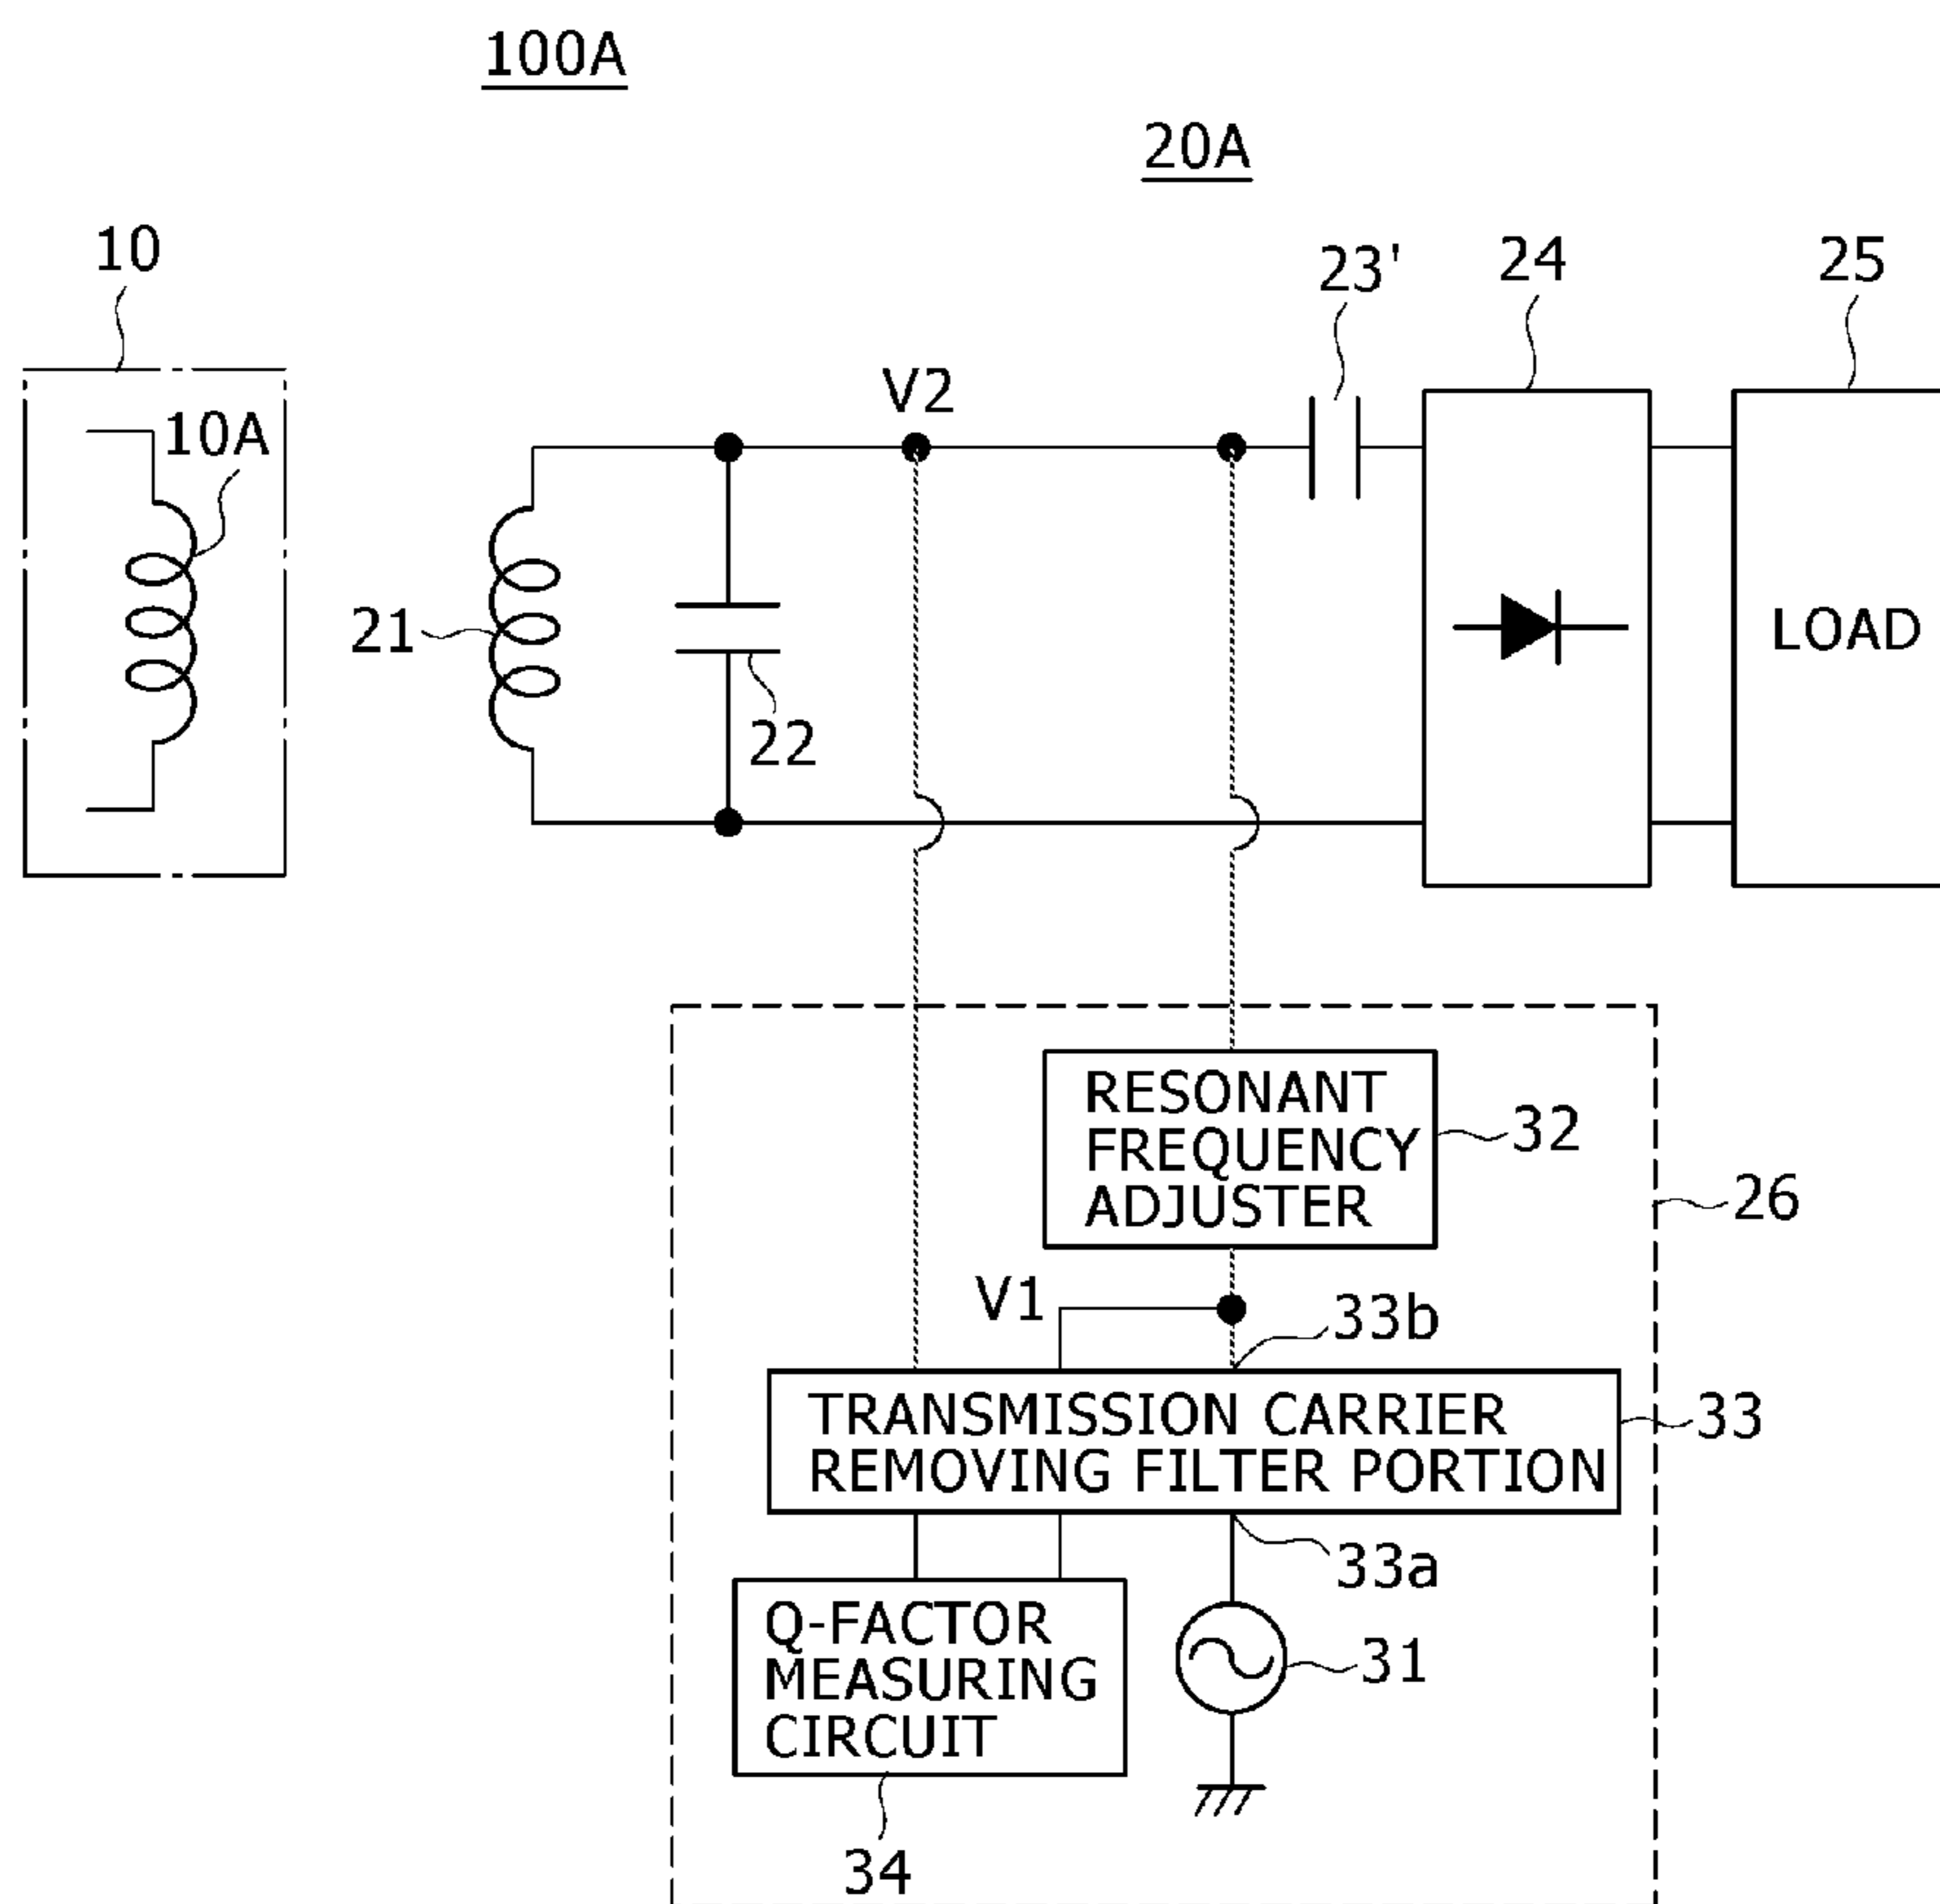 100A
20A
10
23'
24
25
10A
V2
21
LOAD
22
RESONANT
FREQUENCY
ADJUSTER
32
26
V1
33b
TRANSMISSION CARRIER
REMOVING FILTER PORTION
33
33a
Q-FACTOR
MEASURING
CIRCUIT
31
34